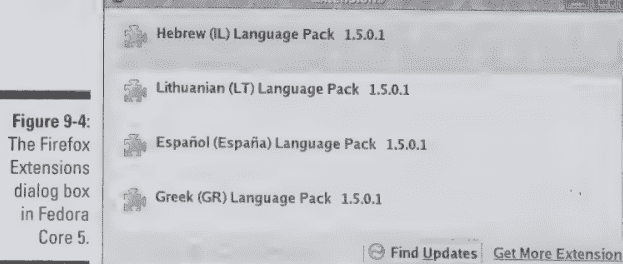 Extensions
Hebrew (IL) Language Pack 1.5.0.1
Lithuanian (LT) Language Pack 1.5.0.1
Español (España) Language Pack 1.5.0.1
Greek (GR) Language Pack 1.5.0.1
Find Updates Get More Extension
Figure 9-4:
The Firefox
Extensions
dialog box
in Fedora
Core 5.